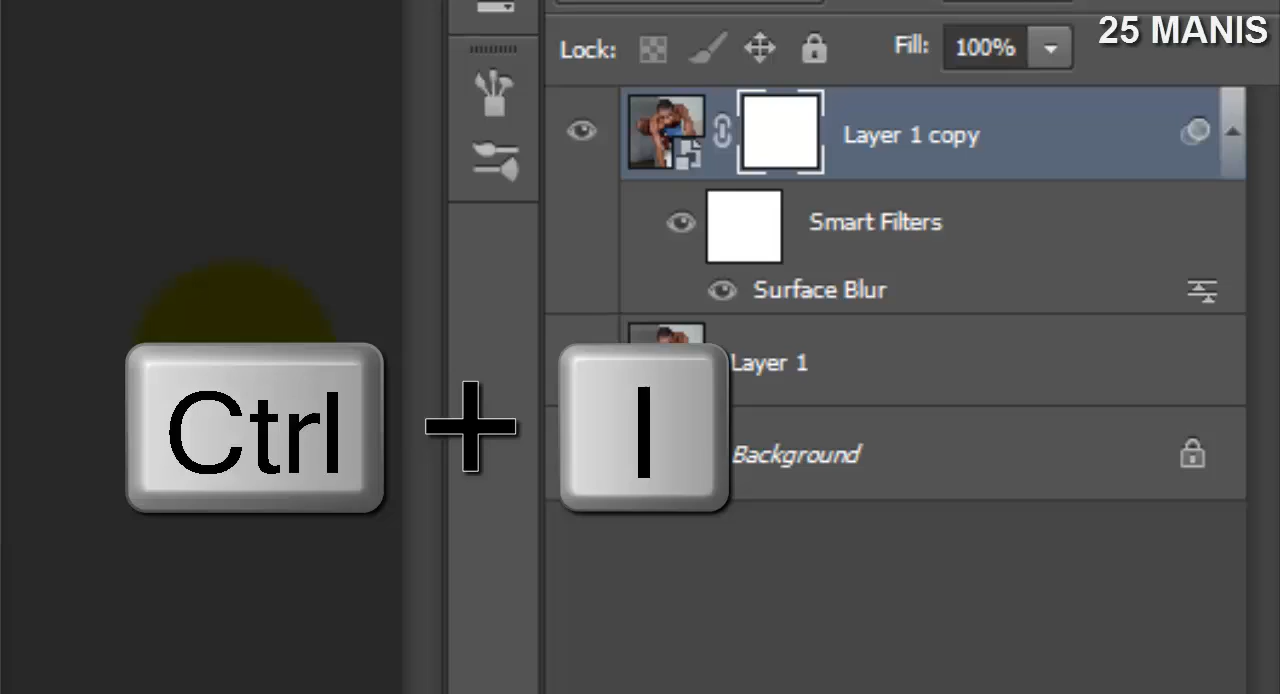 25 MANIS
Lock:
Fill: 100%
Layer 1 copy
Smart Filters
Surface Blur
Layer 1
Ctrl + I
Background